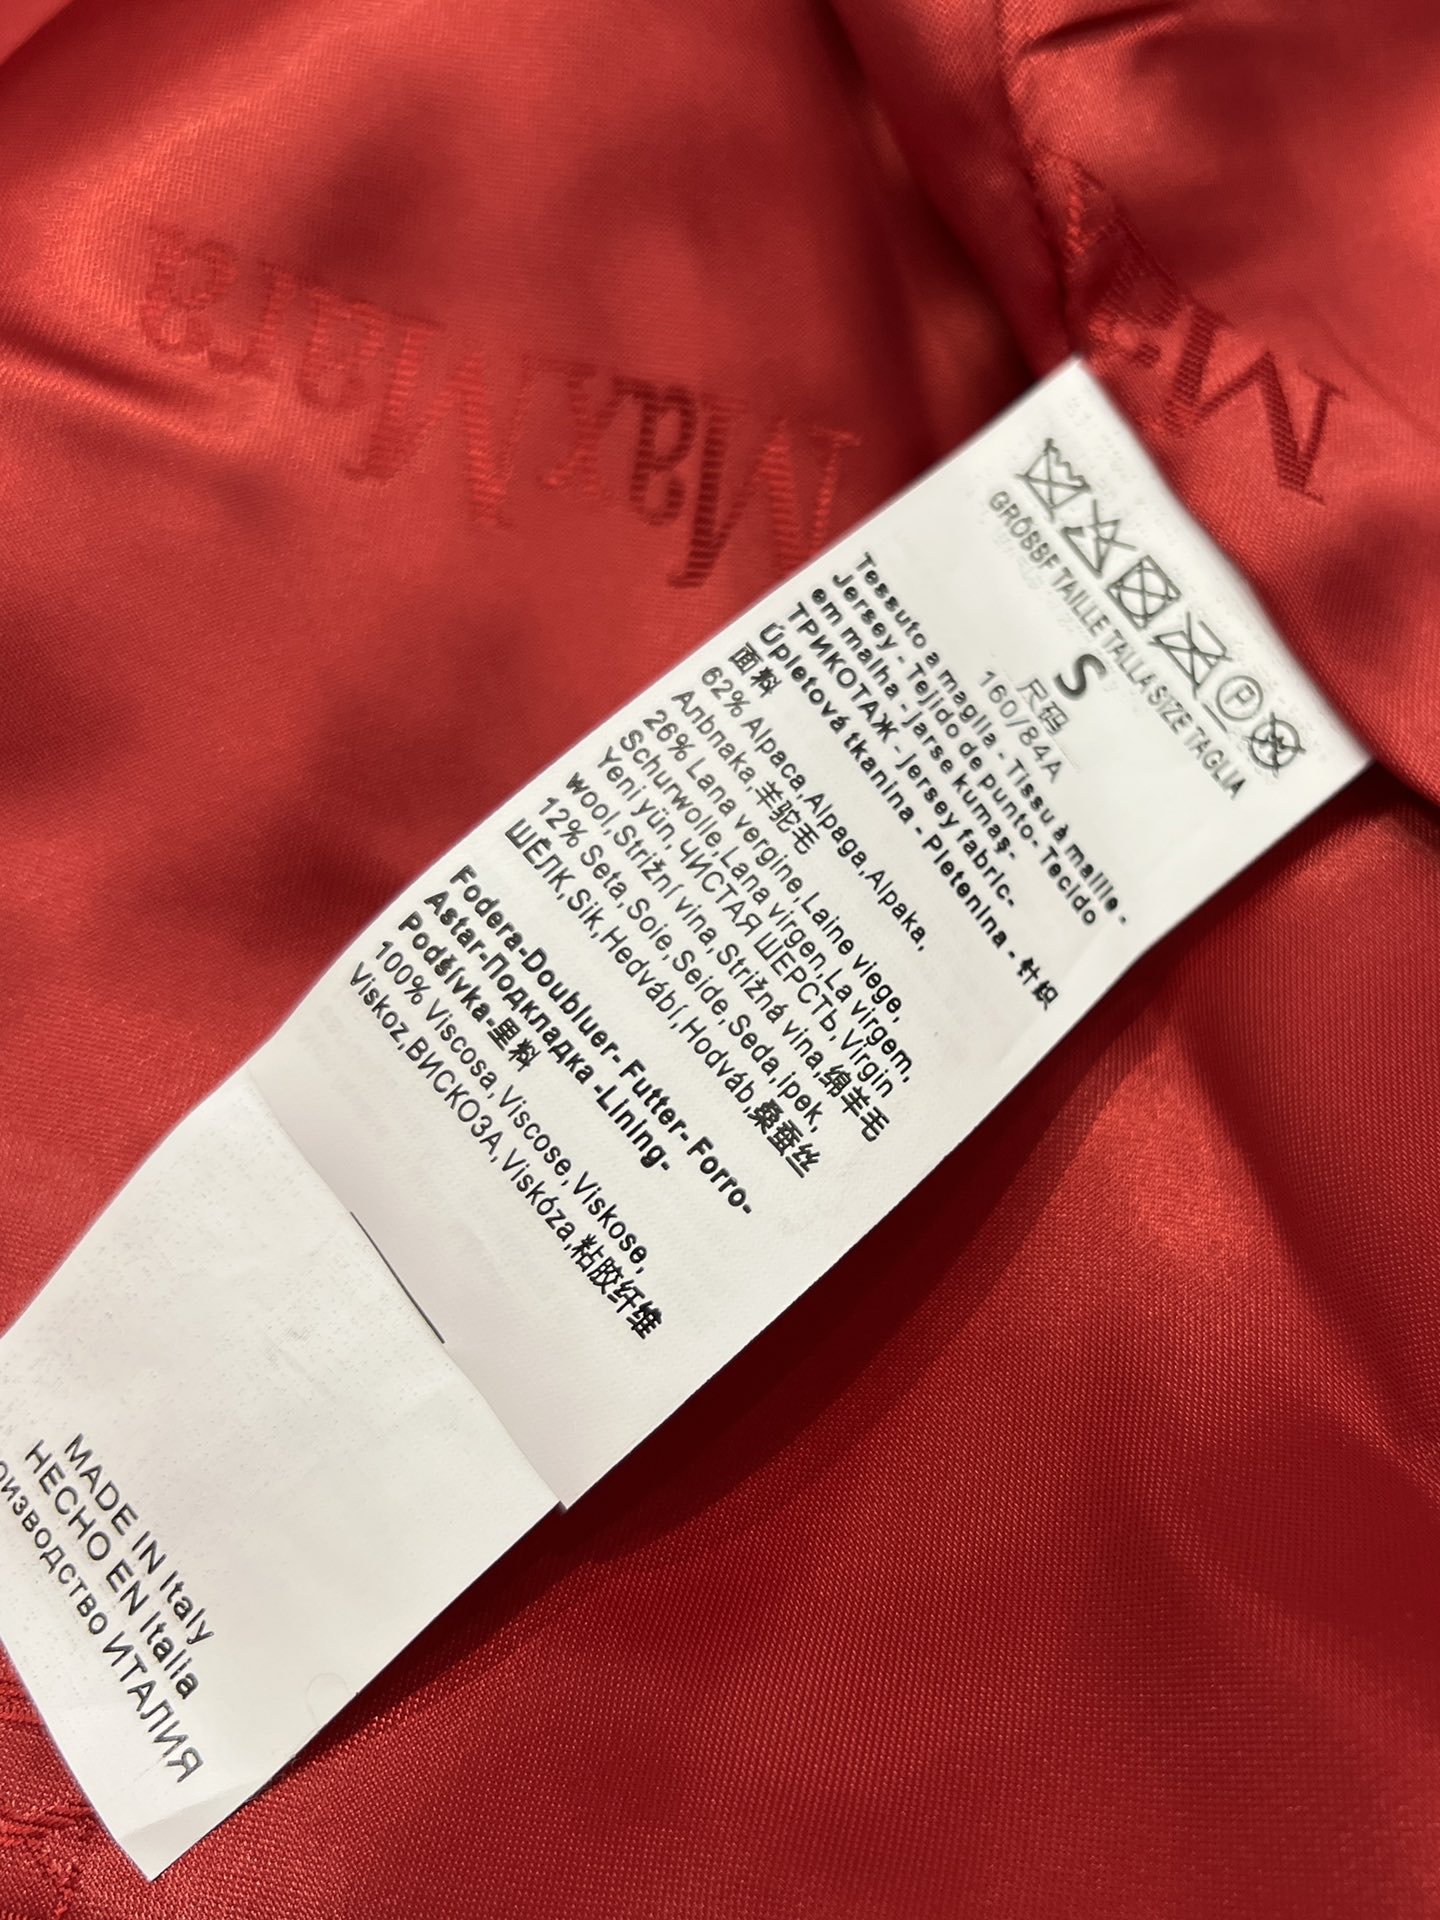 MaxMara
Max
GRÖSSE TAILLE TALLA SIZE TAGLIA
S
尺码
160/84A
Tessuto a maglia - Tissu à maille -
Jersey - Tejido de punto- Tecido
em malha - jarse kumaş-
ТРИКОТАЖ - jersey fabric-
Úpletová tkanina - Pletenina - 针织
面料
62% Alpaca,Alpaga,Alpaka,
Альпака,羊驼毛
26% Lana vergine,Laine viege,
Schurwolle,Lana virgen,La virgem,
Yeni yün,ЧИСТАЯ ШЕРСТЬ,Virgin
wool,Strižní vlna,Strižná vlna,绵羊毛
12% Seta,Soie,Seide,Seda,ipek,
ШЁЛК,Sik,Hedvábí,Hodváb,桑蚕丝
Fodera-Doubluer- Futter- Forro-
Astar-Подкладка -Lining-
Podšívka-里料
100% Viscosa,Viscose,Viskose,
Viskoz,ВИСКОЗА,Viskóza,粘胶纤维
MADE IN Italy
HECHO EN Italia
оизводство ИТАЛИЯ